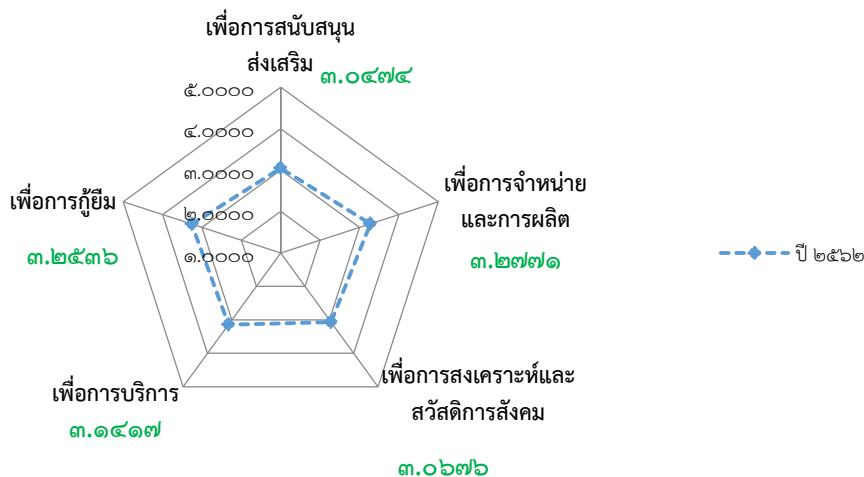 เพื่อการสนับสนุน
ส่งเสริม
๓.๐๔๗๔
๕.๐๐๐๐
๔.๐๐๐๐
๓.๐๐๐๐
๒.๐๐๐๐
๑.๐๐๐๐
เพื่อการจำหน่าย
และการผลิต
๓.๒๗๗๑
เพื่อการสงเคราะห์และ
สวัสดิการสังคม
๓.๐๖๗๖
เพื่อการบริการ
๓.๑๔๑๗
เพื่อการกู้ยืม
๓.๒๕๓๖
ปี ๒๕๖๒